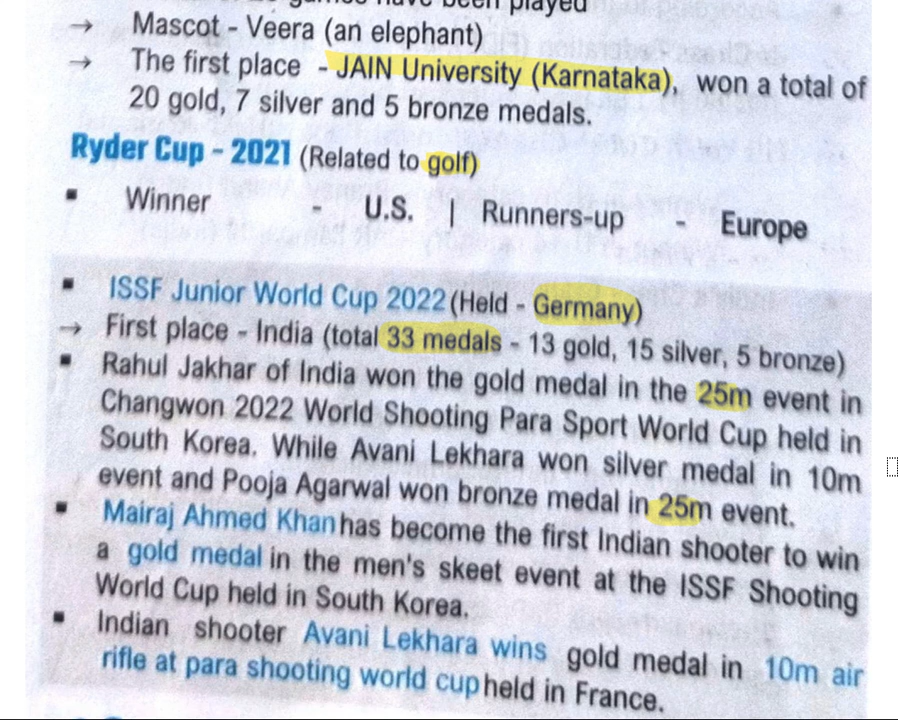 games have been played
→ Mascot - Veera (an elephant)
→ The first place - JAIN University (Karnataka), won a total of
20 gold, 7 silver and 5 bronze medals.
Ryder Cup - 2021 (Related to golf)
▪ Winner - U.S. | Runners-up - Europe
▪ ISSF Junior World Cup 2022 (Held - Germany)
→ First place - India (total 33 medals - 13 gold, 15 silver, 5 bronze)
▪ Rahul Jakhar of India won the gold medal in the 25m event in
Changwon 2022 World Shooting Para Sport World Cup held in
South Korea. While Avani Lekhara won silver medal in 10m
event and Pooja Agarwal won bronze medal in 25m event.
▪ Mairaj Ahmed Khan has become the first Indian shooter to win
a gold medal in the men's skeet event at the ISSF Shooting
World Cup held in South Korea.
▪ Indian shooter Avani Lekhara wins gold medal in 10m air
rifle at para shooting world cup held in France.